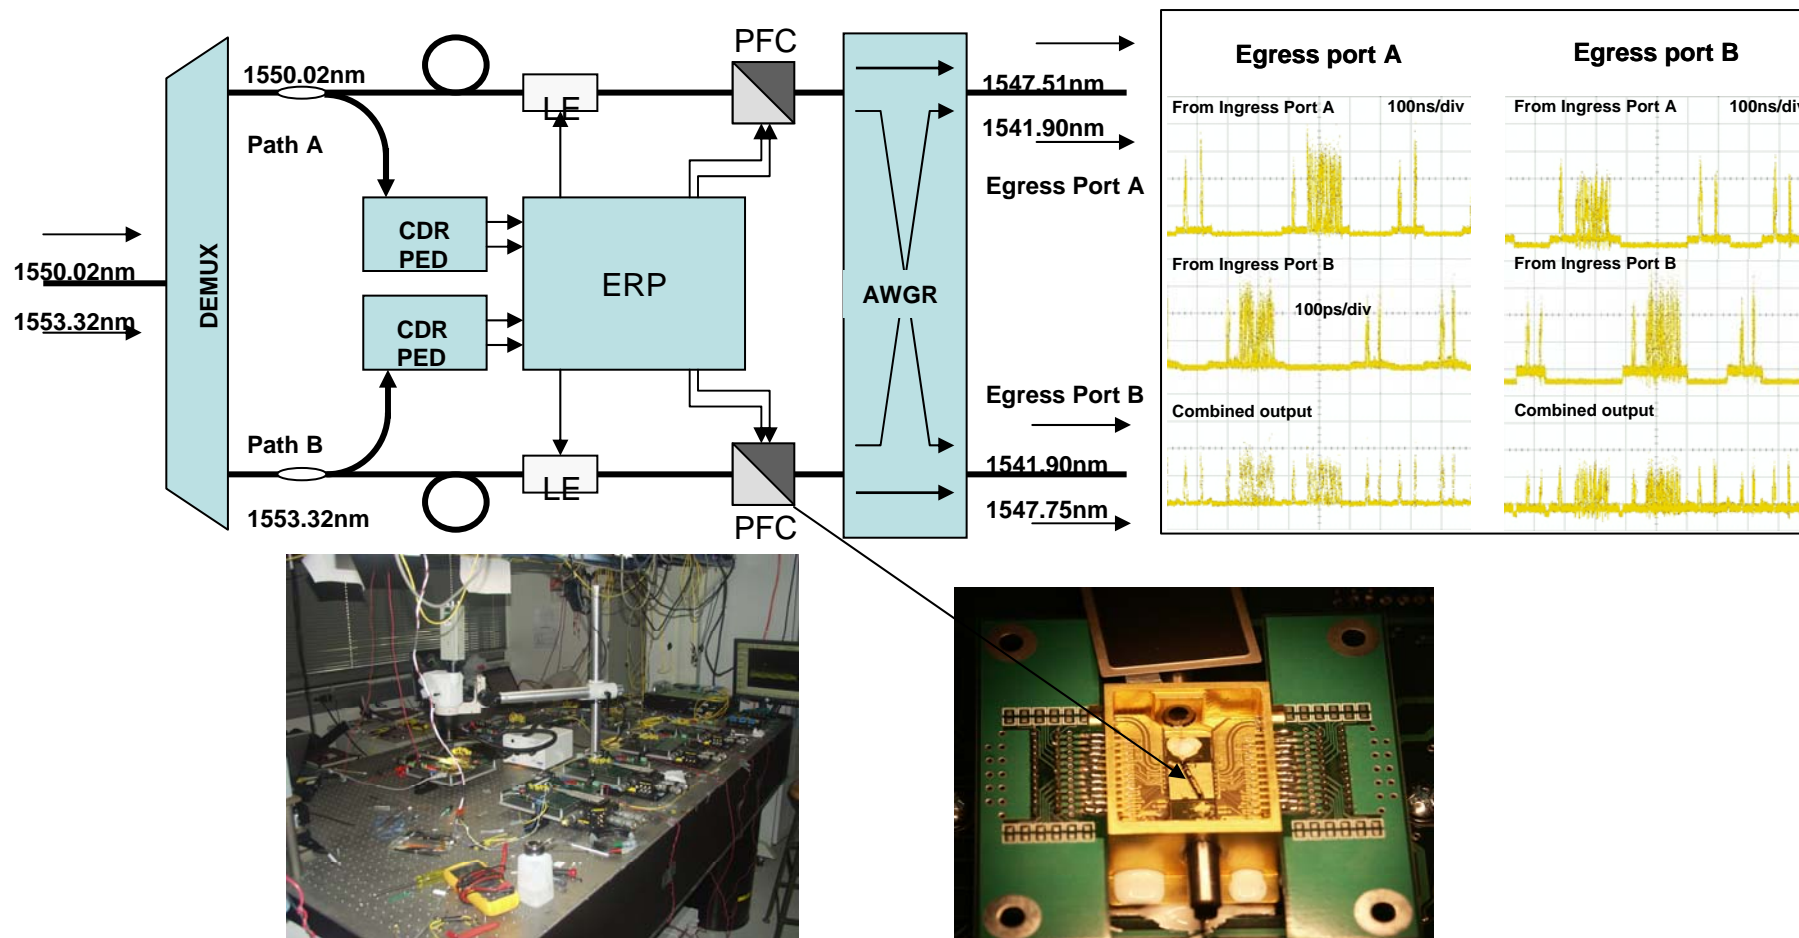 PFC
1550.02nm
LE
Path A
CDR
PED
ERP
CDR
PED
DEMUX
1550.02nm
1553.32nm
Path B
LE
1553.32nm
PFC
AWGR
1547.51nm
1541.90nm
Egress Port A
Egress Port B
1541.90nm
1547.75nm
Egress port A
From Ingress Port A 100ns/div
From Ingress Port B
100ps/div
Combined output
Egress port B
From Ingress Port A 100ns/div
From Ingress Port B
Combined output